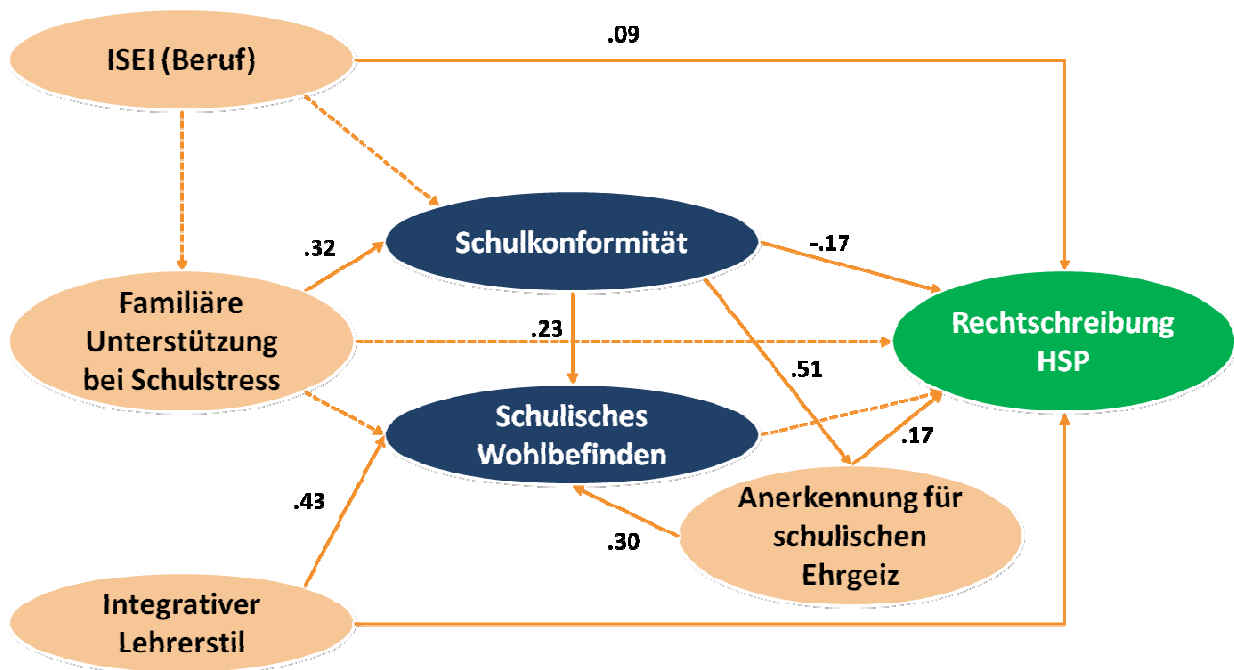 .09
ISEI (Beruf)
Schulkonformität
.32
-.17
Familiäre
Unterstützung
bei Schulstress
.23
Rechtschreibung
HSP
.51
Schulisches
Wohlbefinden
.17
.43
Anerkennung für
schulischen
Ehrgeiz
.30
Integrativer
Lehrerstil